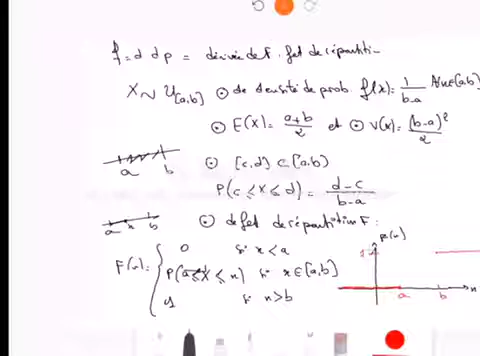 f = d d p = dérivée de F. fct de répartiti-
X ~ U[a,b] ⊙ de densité de prob. f(x) = 1/(b-a) ∀x∈[a,b]
⊙ E(X) = (a+b)/2 et ⊙ V(x) = (b-a)²/2
a b ⊙ [c,d] ⊂ [a,b]
P(c ≤ X ≤ d) = (d-c)/(b-a)
a x b ⊙ de fct de répartition F:
F(x) = { 0 si x < a
P(a ≤ X ≤ x) si x ∈ [a,b]
1 si x > b
1 a b x